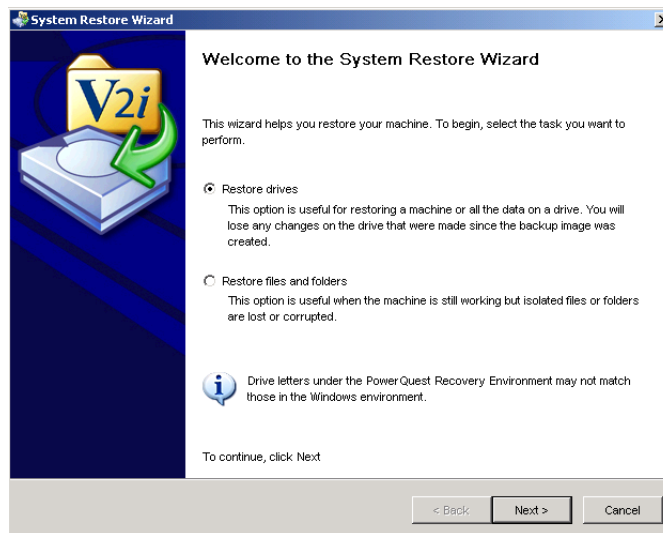 System Restore Wizard
V2i
Welcome to the System Restore Wizard
This wizard helps you restore your machine. To begin, select the task you want to
perform.
Restore drives
This option is useful for restoring a machine or all the data on a drive. You will
lose any changes on the drive that were made since the backup image was
created.
Restore files and folders
This option is useful when the machine is still working but isolated files or folders
are lost or corrupted.
Drive letters under the PowerQuest Recovery Environment may not match
those in the Windows environment.
To continue, click Next
< Back
Next >
Cancel